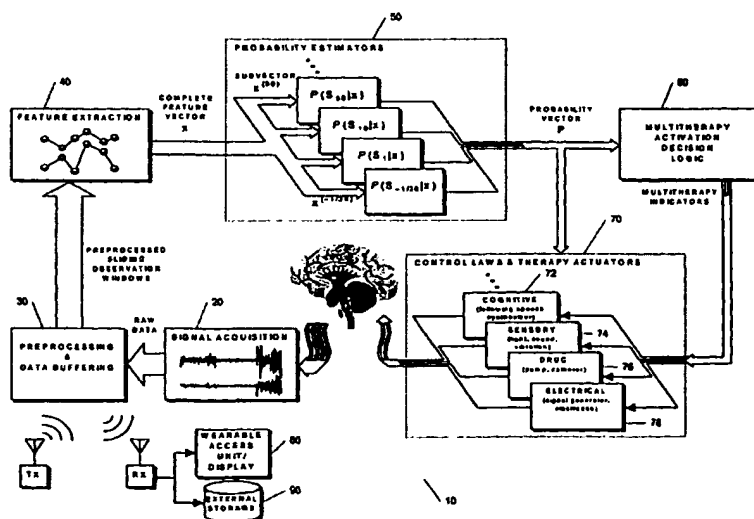 50
PROBABILITY ESTIMATORS
40
FEATURE EXTRACTION
COMPLETE
FEATURE
VECTOR
X
SUBVECTOR
P(S
|x)
P(S
|x)
P(S
|x)
P(S
|x)
PROBABILITY
VECTOR
P
MULTITHERAPY
ACTIVATION
DECISION
LOGIC
MULTITHERAPY
INDICATORS
70
CONTROL LAWS & THERAPY ACTUATORS
72
COGNITIVE
SENSORY
74
DRUG
76
ELECTRICAL
78
PREPROCESSED
SLIDING
OBSERVATION
WINDOWS
30
PREPROCESSING
&
DATA BUFFERING
RAW
DATA
20
SIGNAL ACQUISITION
TX
RX
WEARABLE
ACCESS
UNIT/
DISPLAY
EXTERNAL
STORAGE
90
10